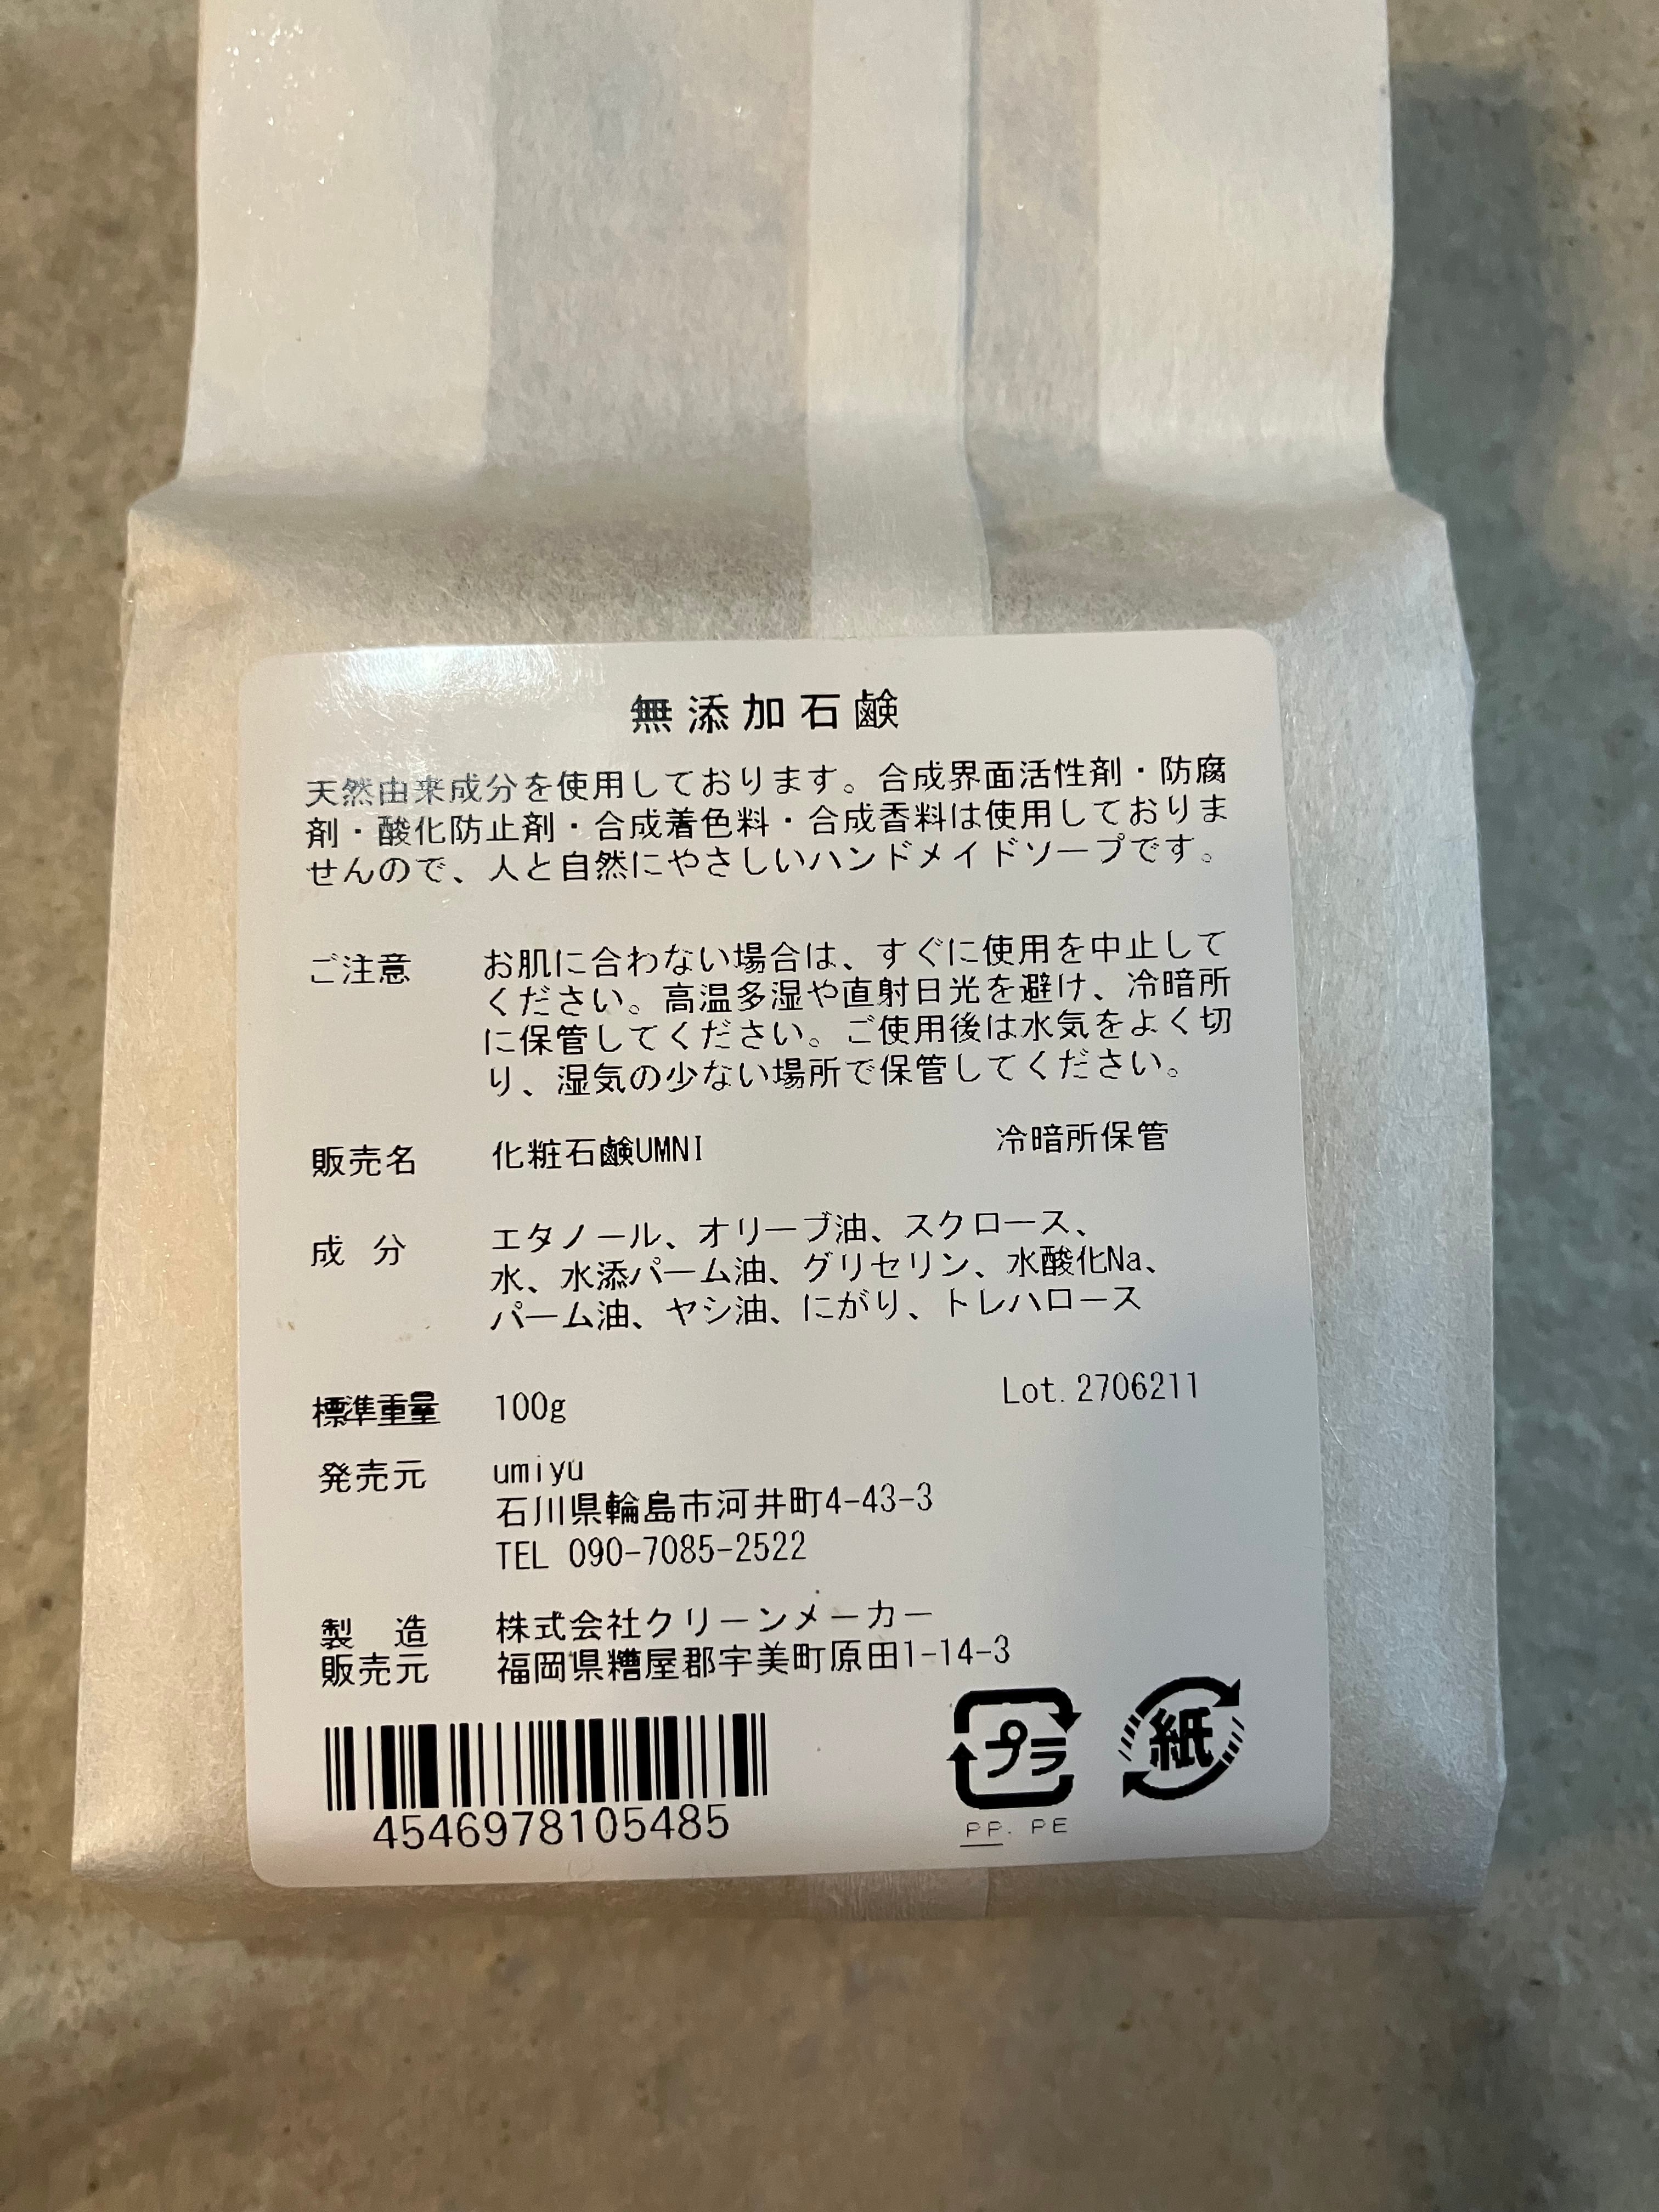 無添加石鹸
天然由来成分を使用しております。合成界面活性剤・防腐
剤・酸化防止剤・合成着色料・合成香料は使用しておりま
せんので、人と自然にやさしいハンドメイドソープです。
ご注意 お肌に合わない場合は、すぐに使用を中止して
ください。高温多湿や直射日光を避け、冷暗所
に保管してください。ご使用後は水気をよく切
り、湿気の少ない場所で保管してください。
販売名 化粧石鹸UMNI 冷暗所保管
成分 エタノール、オリーブ油、スクロース、
水、水添パーム油、グリセリン、水酸化Na、
パーム油、ヤシ油、にがり、トレハロース
標準重量 100g Lot. 2706211
発売元 umiyu
石川県輪島市河井町4-43-3
TEL 090-7085-2522
製造 株式会社クリーンメーカー
販売元 福岡県糟屋郡宇美町原田1-14-3
プラ 紙
4546978105485 PP. PE